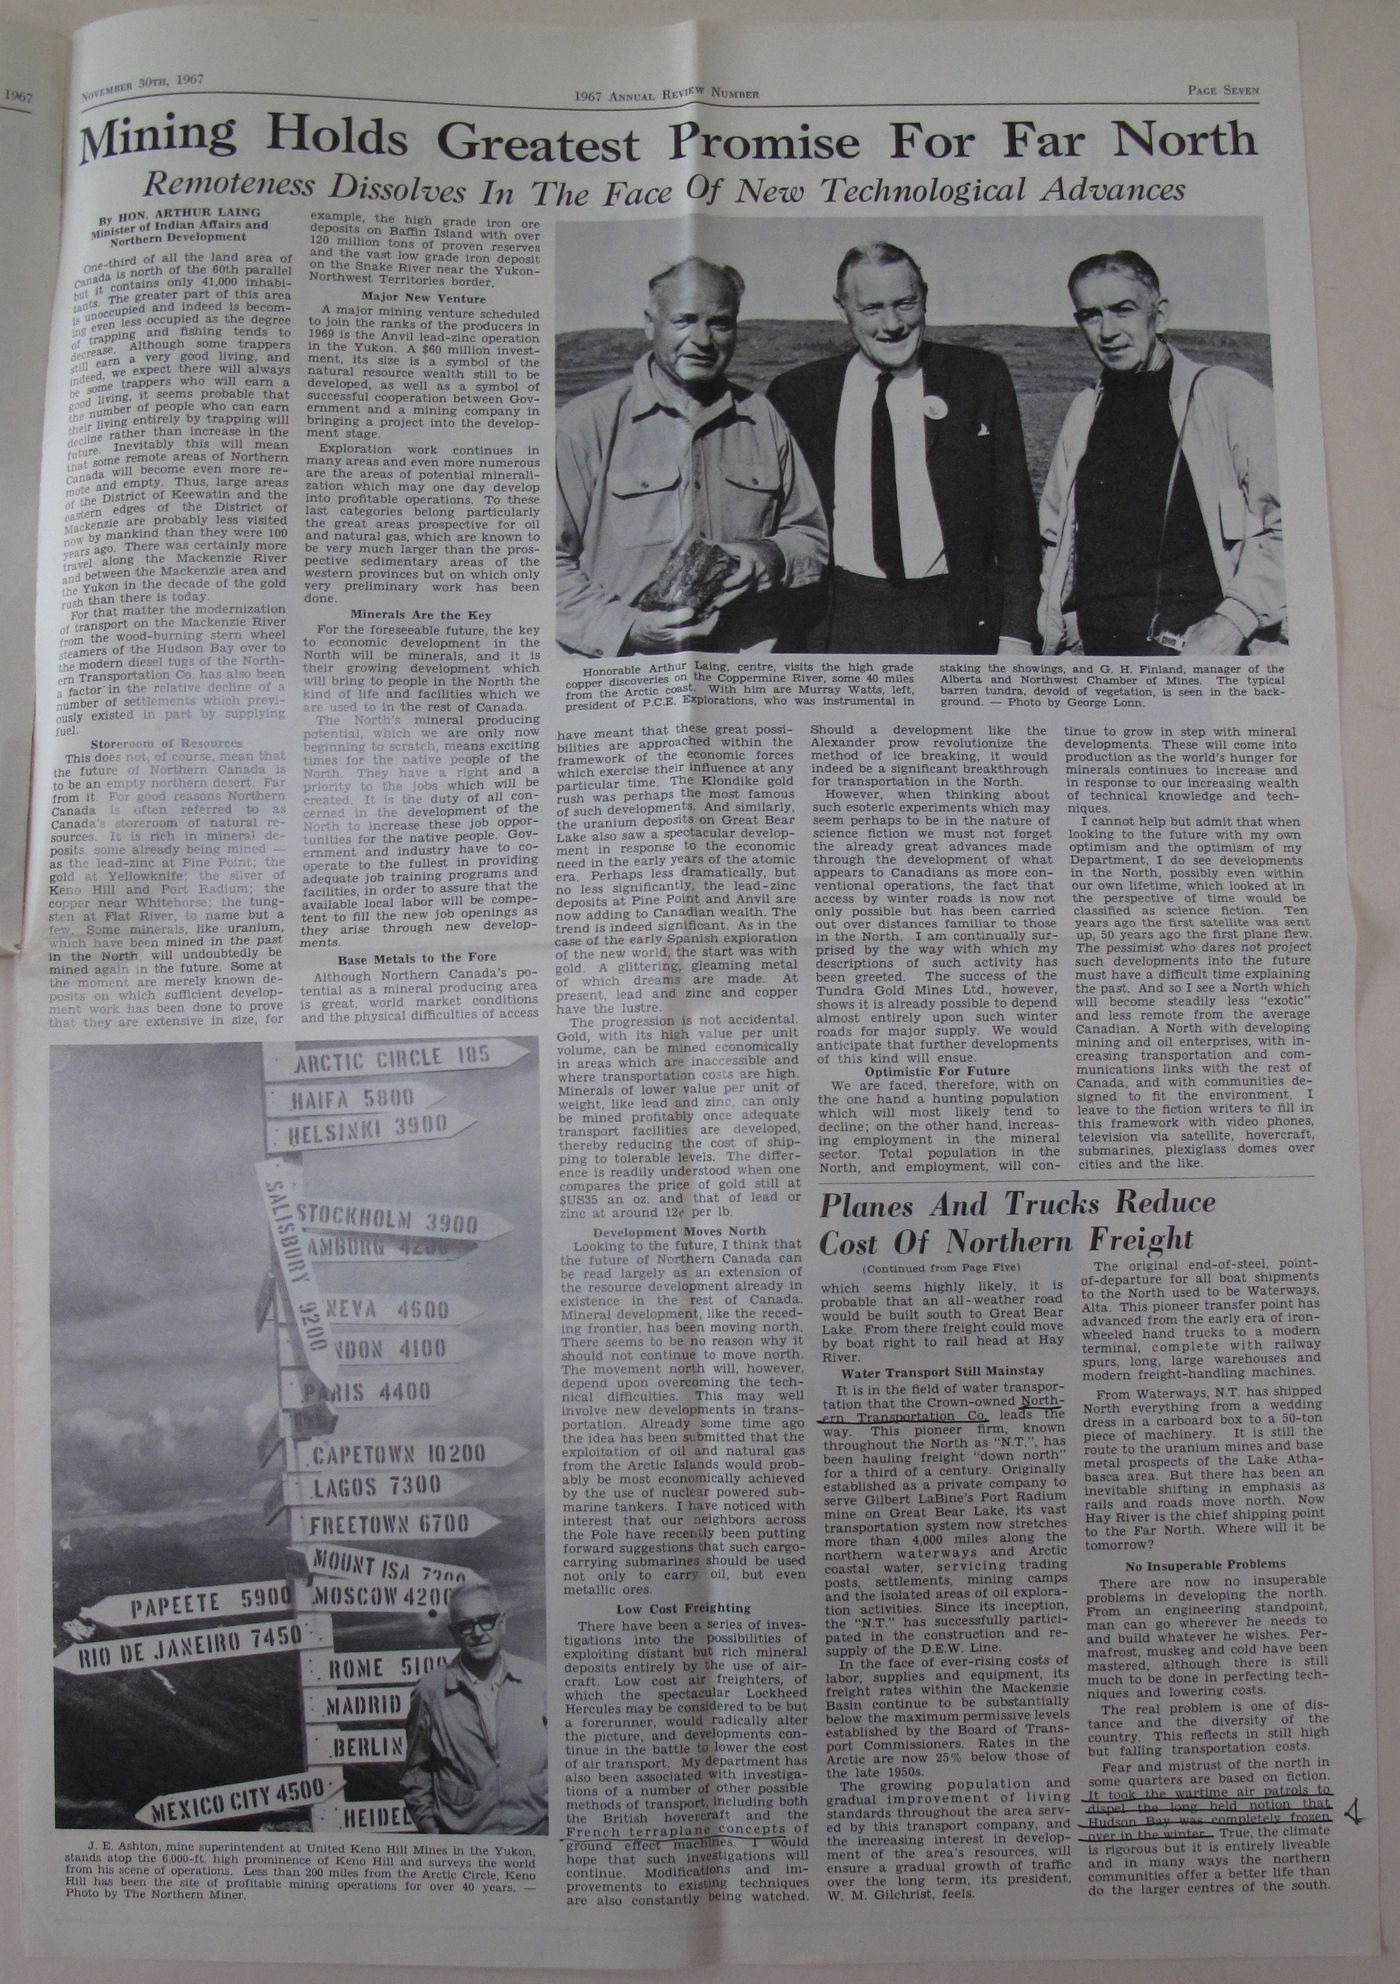 1967
NOVEMBER 30TH, 1967
1967 ANNUAL REVIEW NUMBER
PAGE SEVEN
Mining Holds Greatest Promise For Far North
Remoteness Dissolves In The Face Of New Technological Advances
By HON. ARTHUR LAING
Minister of Indian Affairs and
Northern Development
One-third of all the land area of
Canada is north of the 60th parallel
but it contains only 41,000 inhabi-
tants. The greater part of this area
is unoccupied and indeed is becom-
ing even less occupied as the degree
of trapping and fishing tends to
decrease. Although some trappers
still earn a very good living, and
indeed, we expect there will always
be some trappers who will earn a
good living, it seems probable that
the number of people who can earn
their living entirely by trapping will
decline rather than increase in the
future. Inevitably this will mean
that some remote areas of Northern
Canada will become even more re-
mote and empty. Thus, large areas
of the District of Keewatin and the
eastern edges of the District of
Mackenzie are probably less visited
now by mankind than they were 100
years ago. There was certainly more
travel along the Mackenzie River
and between the Mackenzie area and
the Yukon in the decade of the gold
rush than there is today.
For that matter the modernization
of transport on the Mackenzie River
from the wood-burning stern wheel
steamers of the Hudson Bay over to
the modern diesel tugs of the North-
ern Transportation Co. has also been
a factor in the relative decline of a
number of settlements which previ-
ously existed in part by supplying
fuel.
Storeroom of Resources
This does not, of course, mean that
the future of Northern Canada is
to be an empty northern desert. Far
from it. For good reasons Northern
Canada is often referred to as
Canada's storeroom of natural re-
sources. It is rich in mineral de-
posits, some already being mined —
as the lead-zinc at Pine Point; the
gold at Yellowknife; the silver of
Keno Hill and Port Radium; the
copper near Whitehorse; the tung-
sten at Flat River, to name but a
few. Some minerals, like uranium,
which have been mined in the past
in the North, will undoubtedly be
mined again in the future. Some at
the moment are merely known de-
posits on which sufficient develop-
ment work has been done to prove
that they are extensive in size, for
example, the high grade iron ore
deposits on Baffin Island with over
120 million tons of proven reserves
and the vast low grade iron deposit
on the Snake River near the Yukon-
Northwest Territories border.
Major New Venture
A major mining venture scheduled
to join the ranks of the producers in
1969 is the Anvil lead-zinc operation
in the Yukon. A $60 million invest-
ment, its size is a symbol of the
natural resource wealth still to be
developed, as well as a symbol of
successful cooperation between Gov-
ernment and a mining company in
bringing a project into the develop-
ment stage.
Exploration work continues in
many areas and even more numerous
are the areas of potential minerali-
zation which may one day develop
into profitable operations. To these
last categories belong particularly
the great areas prospective for oil
and natural gas, which are known to
be very much larger than the pros-
pective sedimentary areas of the
western provinces but on which only
very preliminary work has been
done.
Minerals Are the Key
For the foreseeable future, the key
to economic development in the
North will be minerals, and it is
their growing development which
will bring to people in the North the
kind of life and facilities which we
are used to in the rest of Canada.
The North's mineral producing
potential, which we are only now
beginning to scratch, means exciting
times for the native people of the
North. They have a right and a
priority to the jobs which will be
created. It is the duty of all con-
cerned in the development of the
North to increase these job oppor-
tunities for the native people. Gov-
ernment and industry have to co-
operate to the fullest in providing
adequate job training programs and
facilities, in order to assure that the
available local labor will be compe-
tent to fill the new job openings as
they arise through new develop-
ments.
Base Metals to the Fore
Although Northern Canada's po-
tential as a mineral producing area
is great, world market conditions
and the physical difficulties of access
Honorable Arthur Laing, centre, visits the high grade
copper discoveries on the Coppermine River, some 40 miles
from the Arctic coast. With him are Murray Watts, left,
president of P.C.E. Explorations, who was instrumental in
staking the showings, and G. H. Finland, manager of the
Alberta and Northwest Chamber of Mines. The typical
barren tundra, devoid of vegetation, is seen in the back-
ground. — Photo by George Lonn.
have meant that these great possi-
bilities are approached within the
framework of the economic forces
which exercise their influence at any
particular time. The Klondike gold
rush was perhaps the most famous
of such developments. And similarly,
the uranium deposits on Great Bear
Lake also saw a spectacular develop-
ment in response to the economic
need in the early years of the atomic
era. Perhaps less dramatically, but
no less significantly, the lead-zinc
deposits at Pine Point and Anvil are
now adding to Canadian wealth. The
trend is indeed significant. As in the
case of the early Spanish exploration
of the new world, the start was with
gold. A glittering, gleaming metal
of which dreams are made. At
present, lead and zinc and copper
have the lustre.
The progression is not accidental.
Gold, with its high value per unit
volume, can be mined economically
in areas which are inaccessible and
where transportation costs are high.
Minerals of lower value per unit of
weight, like lead and zinc, can only
be mined profitably once adequate
transport facilities are developed,
thereby reducing the cost of ship-
ping to tolerable levels. The differ-
ence is readily understood when one
compares the price of gold still at
$US35 an oz. and that of lead or
zinc at around 12¢ per lb.
Development Moves North
Looking to the future, I think that
the future of Northern Canada can
be read largely as an extension of
the resource development already in
existence in the rest of Canada.
Mineral development, like the reced-
ing frontier, has been moving north.
There seems to be no reason why it
should not continue to move north.
The movement north will, however,
depend upon overcoming the tech-
nical difficulties. This may well
involve new developments in trans-
portation. Already some time ago
the idea has been submitted that the
exploitation of oil and natural gas
from the Arctic Islands would prob-
ably be most economically achieved
by the use of nuclear powered sub-
marine tankers. I have noticed with
interest that our neighbors across
the Pole have recently been putting
forward suggestions that such cargo-
carrying submarines should be used
not only to carry oil, but even
metallic ores.
Low Cost Freighting
There have been a series of inves-
tigations into the possibilities of
exploiting distant but rich mineral
deposits entirely by the use of air-
craft. Low cost air freighters, of
which the spectacular Lockheed
Hercules may be considered to be but
a forerunner, would radically alter
the picture, and developments con-
tinue in the battle to lower the cost
of air transport. My department has
also been associated with investiga-
tions of a number of other possible
methods of transport, including both
the British hovercraft and the
French terraplane concepts of
ground effect machines. I would
hope that such investigations will
continue. Modifications and im-
provements to existing techniques
are also constantly being watched.
Should a development like the
Alexander prow revolutionize the
method of ice breaking, it would
indeed be a significant breakthrough
for transportation in the North.
However, when thinking about
such esoteric experiments which may
seem perhaps to be in the nature of
science fiction we must not forget
the already great advances made
through the development of what
appears to Canadians as more con-
ventional operations, the fact that
access by winter roads is now not
only possible but has been carried
out over distances familiar to those
in the North. I am continually sur-
prised by the way with which my
descriptions of such activity has
been greeted. The success of the
Tundra Gold Mines Ltd., however,
shows it is already possible to depend
almost entirely upon such winter
roads for major supply. We would
anticipate that further developments
of this kind will ensue.
Optimistic For Future
We are faced, therefore, with on
the one hand a hunting population
which will most likely tend to
decline; on the other hand, increas-
ing employment in the mineral
sector. Total population in the
North, and employment, will con-
tinue to grow in step with mineral
developments. These will come into
production as the world's hunger for
minerals continues to increase and
in response to our increasing wealth
of technical knowledge and tech-
niques.
I cannot help but admit that when
looking to the future with my own
optimism and the optimism of my
Department, I do see developments
in the North, possibly even within
our own lifetime, which looked at in
the perspective of time would be
classified as science fiction. Ten
years ago the first satellite was sent
up, 50 years ago the first plane flew.
The pessimist who dares not project
such developments into the future
must have a difficult time explaining
the past. And so I see a North which
will become steadily less "exotic"
and less remote from the average
Canadian. A North with developing
mining and oil enterprises, with in-
creasing transportation and com-
munications links with the rest of
Canada, and with communities de-
signed to fit the environment. I
leave to the fiction writers to fill in
this framework with video phones,
television via satellite, hovercraft,
submarines, plexiglass domes over
cities and the like.
ARCTIC CIRCLE 185
HAIFA 5800
HELSINKI 3900
SALISBURY 9200
STOCKHOLM 3900
AMBURG 4200
NEVA 4600
NDON 4100
PARIS 4400
CAPETOWN 10200
LAGOS 7300
FREETOWN 6700
MOUNT ISA 7300
MOSCOW 4200
PAPEETE 5900
RIO DE JANEIRO 7450
ROME 5100
MADRID
BERLIN
MEXICO CITY 4500
HEIDEL
J. E. Ashton, mine superintendent at United Keno Hill Mines in the Yukon,
stands atop the 6,000-ft. high prominence of Keno Hill and surveys the world
from his scene of operations. Less than 200 miles from the Arctic Circle, Keno
Hill has been the site of profitable mining operations for over 40 years. —
Photo by The Northern Miner.
Planes And Trucks Reduce
Cost Of Northern Freight
(Continued from Page Five)
which seems highly likely, it is
probable that an all-weather road
would be built south to Great Bear
Lake. From there freight could move
by boat right to rail head at Hay
River.
Water Transport Still Mainstay
It is in the field of water transpor-
tation that the Crown-owned North-
ern Transportation Co. leads the
way. This pioneer firm, known
throughout the North as "N.T.", has
been hauling freight "down north"
for a third of a century. Originally
established as a private company to
serve Gilbert LaBine's Port Radium
mine on Great Bear Lake, its vast
transportation system now stretches
more than 4,000 miles along the
northern waterways and Arctic
coastal water, servicing trading
posts, settlements, mining camps
and the isolated areas of oil explora-
tion activities. Since its inception,
the "N.T." has successfully partici-
pated in the construction and re-
supply of the D.E.W. Line.
In the face of ever-rising costs of
labor, supplies and equipment, its
freight rates within the Mackenzie
Basin continue to be substantially
below the maximum permissive levels
established by the Board of Trans-
port Commissioners. Rates in the
Arctic are now 25% below those of
the late 1950s.
The growing population and
gradual improvement of living
standards throughout the area serv-
ed by this transport company, and
the increasing interest in develop-
ment of the area's resources, will
ensure a gradual growth of traffic
over the long term, its president,
W. M. Gilchrist, feels.
The original end-of-steel, point-
of-departure for all boat shipments
to the North used to be Waterways,
Alta. This pioneer transfer point has
advanced from the early era of iron-
wheeled hand trucks to a modern
terminal, complete with railway
spurs, long, large warehouses and
modern freight-handling machines.
From Waterways, N.T. has shipped
North everything from a wedding
dress in a carboard box to a 50-ton
piece of machinery. It is still the
route to the uranium mines and base
metal prospects of the Lake Atha-
basca area. But there has been an
inevitable shifting in emphasis as
rails and roads move north. Now
Hay River is the chief shipping point
to the Far North. Where will it be
tomorrow?
No Insuperable Problems
There are now no insuperable
problems in developing the north.
From an engineering standpoint,
man can go wherever he needs to
and build whatever he wishes. Per-
mafrost, muskeg and cold have been
mastered, although there is still
much to be done in perfecting tech-
niques and lowering costs.
The real problem is one of dis-
tance and the diversity of the
country. This reflects in still high
but falling transportation costs.
Fear and mistrust of the north in
some quarters are based on fiction.
It took the wartime air patrols to
dispel the long held notion that
Hudson Bay was completely frozen
over in the winter. True, the climate
is rigorous but it is entirely liveable
and in many ways the northern
communities offer a better life than
do the larger centres of the south.